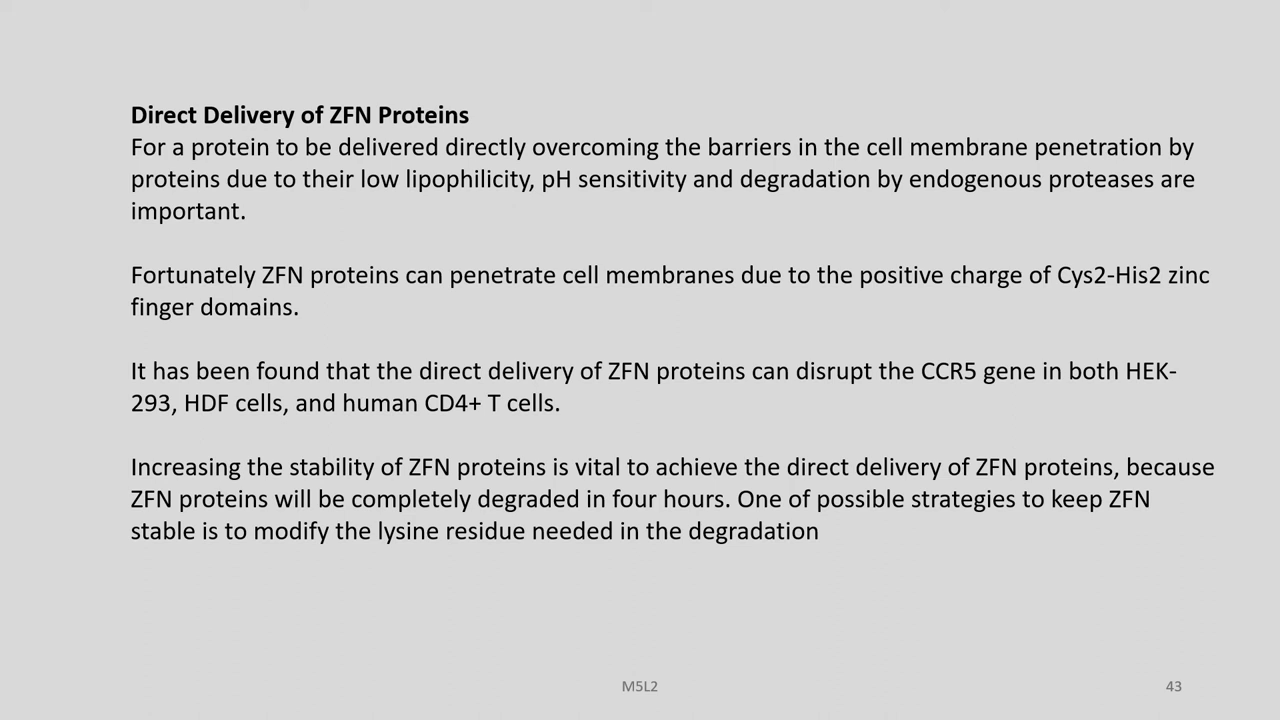 Direct Delivery of ZFN Proteins
For a protein to be delivered directly overcoming the barriers in the cell membrane penetration by
proteins due to their low lipophilicity, pH sensitivity and degradation by endogenous proteases are
important.
Fortunately ZFN proteins can penetrate cell membranes due to the positive charge of Cys2-His2 zinc
finger domains.
It has been found that the direct delivery of ZFN proteins can disrupt the CCR5 gene in both HEK-
293, HDF cells, and human CD4+ T cells.
Increasing the stability of ZFN proteins is vital to achieve the direct delivery of ZFN proteins, because
ZFN proteins will be completely degraded in four hours. One of possible strategies to keep ZFN
stable is to modify the lysine residue needed in the degradation
M5L2
43